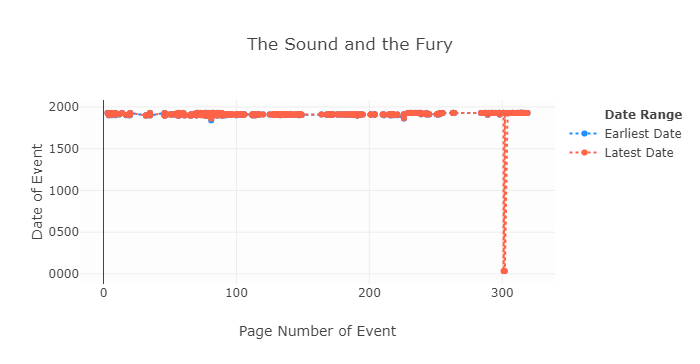 The Sound and the Fury
2000
1500
1000
0500
0000
0
100
200
300
Date of Event
Page Number of Event
Date Range
Earliest Date
Latest Date